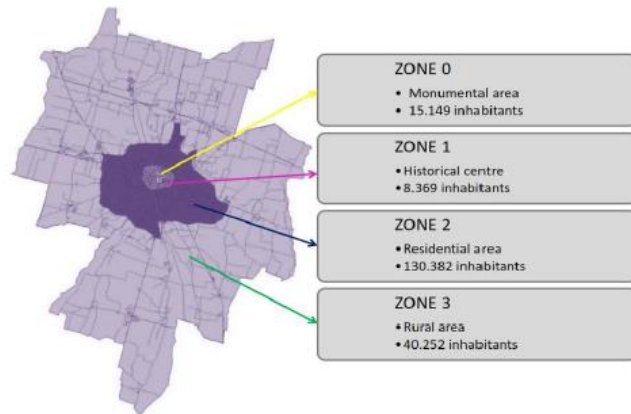 ZONE 0
• Monumental area
• 15.149 inhabitants
ZONE 1
•Historical centre
•8.369 inhabitants
ZONE 2
•Residential area
•130.382 inhabitants
ZONE 3
•Rural area
•40.252 inhabitants